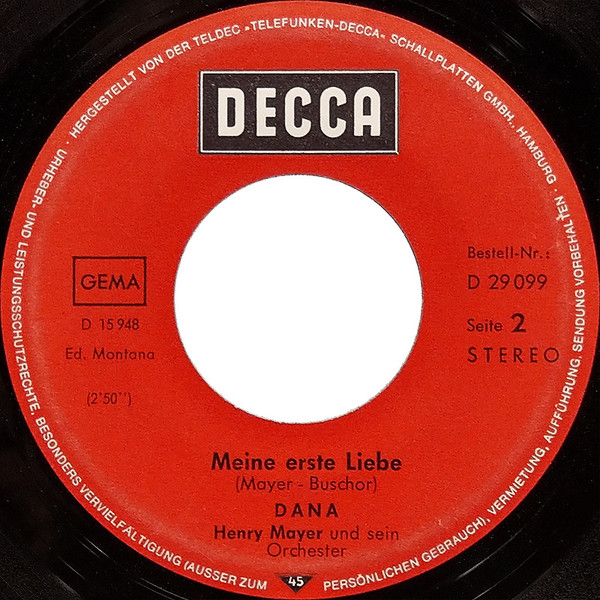 DECCA
GEMA
D 15 948
Ed. Montana
(2'50'')
Bestell-Nr.:
D 29 099
Seite 2
STEREO
Meine erste Liebe
(Mayer - Buschor)
DANA
Henry Mayer und sein
Orchester
45
· HERGESTELLT VON DER TELDEC »TELEFUNKEN-DECCA« SCHALLPLATTEN GMBH., HAMBURG · URHEBER- UND LEISTUNGSSCHUTZRECHTE, BESONDERS VERVIELFÄLTIGUNG (AUSSER ZUM PERSÖNLICHEN GEBRAUCH), VERMIETUNG, AUFFÜHRUNG, SENDUNG VORBEHALTEN ·